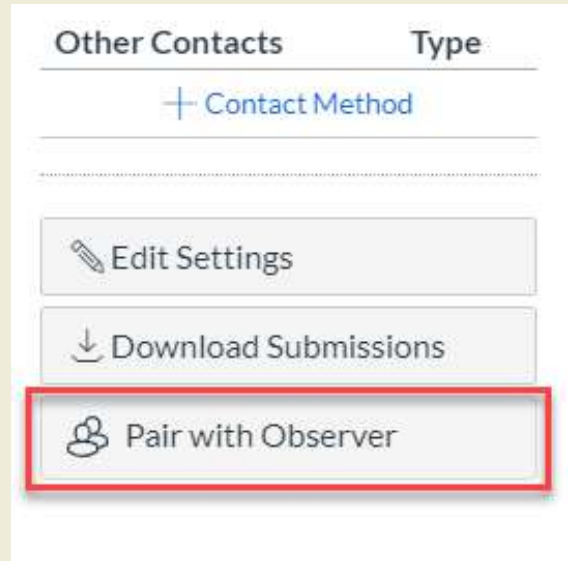 Other Contacts Type
+ Contact Method
Edit Settings
Download Submissions
Pair with Observer